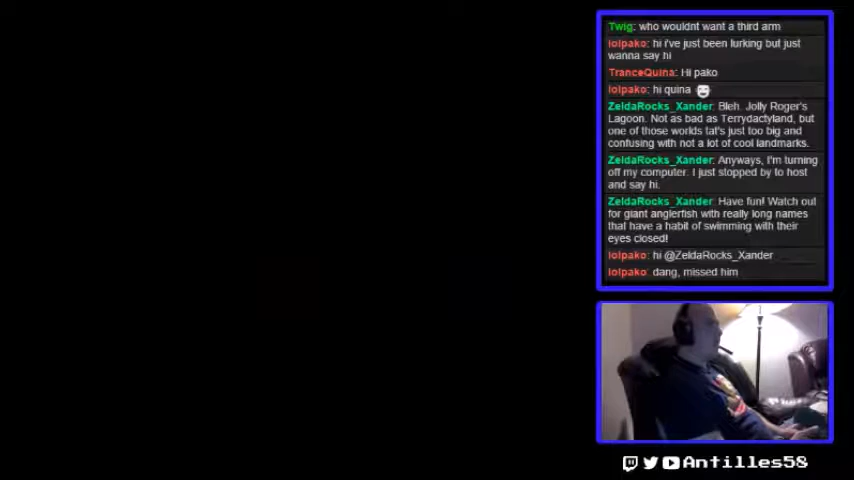 Twig: who wouldnt want a third arm
lolpako: hi i've just been lurking but just
wanna say hi
TranceQuina: Hi pako
lolpako: hi quina
ZeldaRocks_Xander: Bleh. Jolly Roger's
Lagoon. Not as bad as Terrydactyland, but
one of those worlds tat's just too big and
confusing with not a lot of cool landmarks.
ZeldaRocks_Xander: Anyways, I'm turning
off my computer. I just stopped by to host
and say hi.
ZeldaRocks_Xander: Have fun! Watch out
for giant anglerfish with really long names
that have a habit of swimming with their
eyes closed!
lolpako: hi @ZeldaRocks_Xander
lolpako: dang, missed him
Antilles58